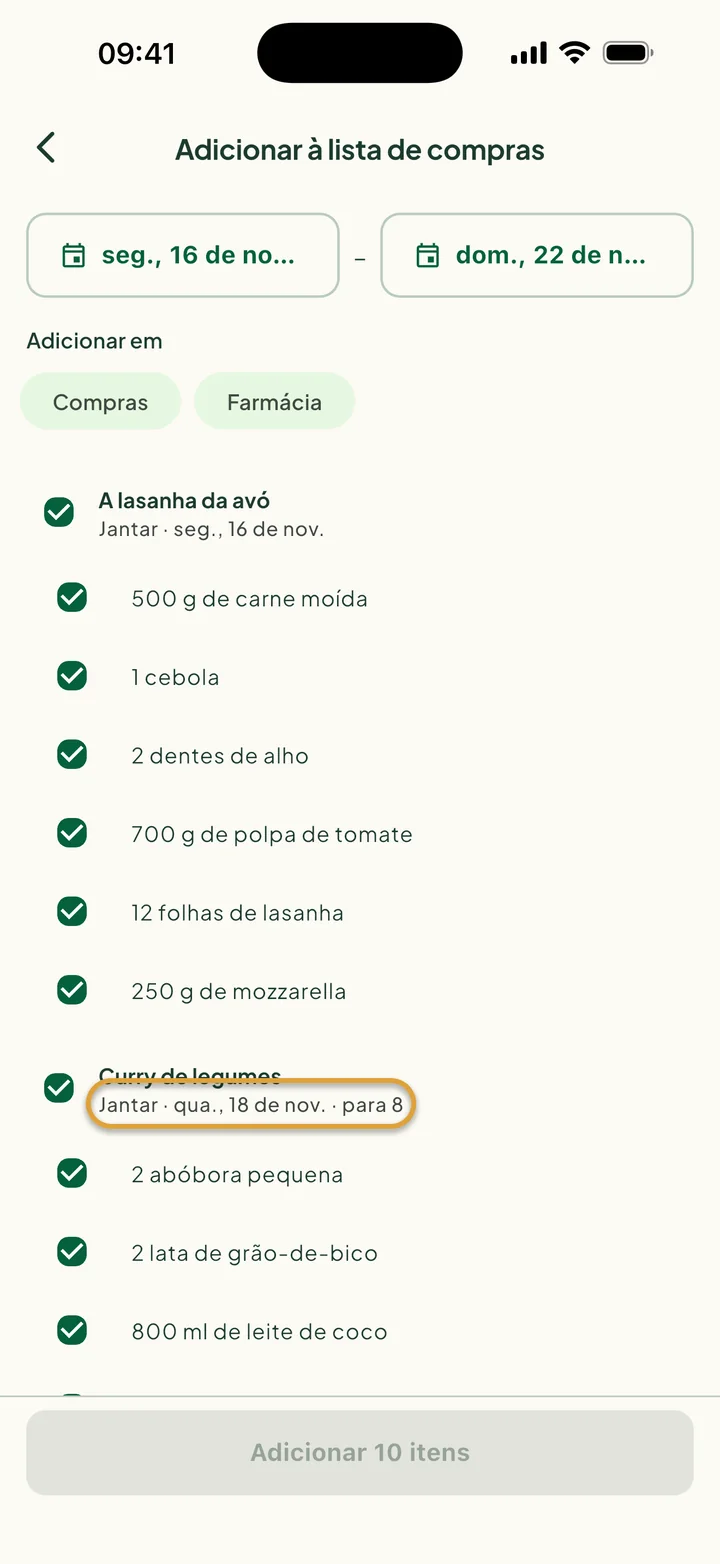 09:41
Adicionar à lista de compras
seg., 16 de no... – dom., 22 de n...
Adicionar em
Compras Farmácia
A lasanha da avó
Jantar · seg., 16 de nov.
500 g de carne moída
1 cebola
2 dentes de alho
700 g de polpa de tomate
12 folhas de lasanha
250 g de mozzarella
Curry de legumes
Jantar · qua., 18 de nov. · para 8
2 abóbora pequena
2 lata de grão-de-bico
800 ml de leite de coco
Adicionar 10 itens